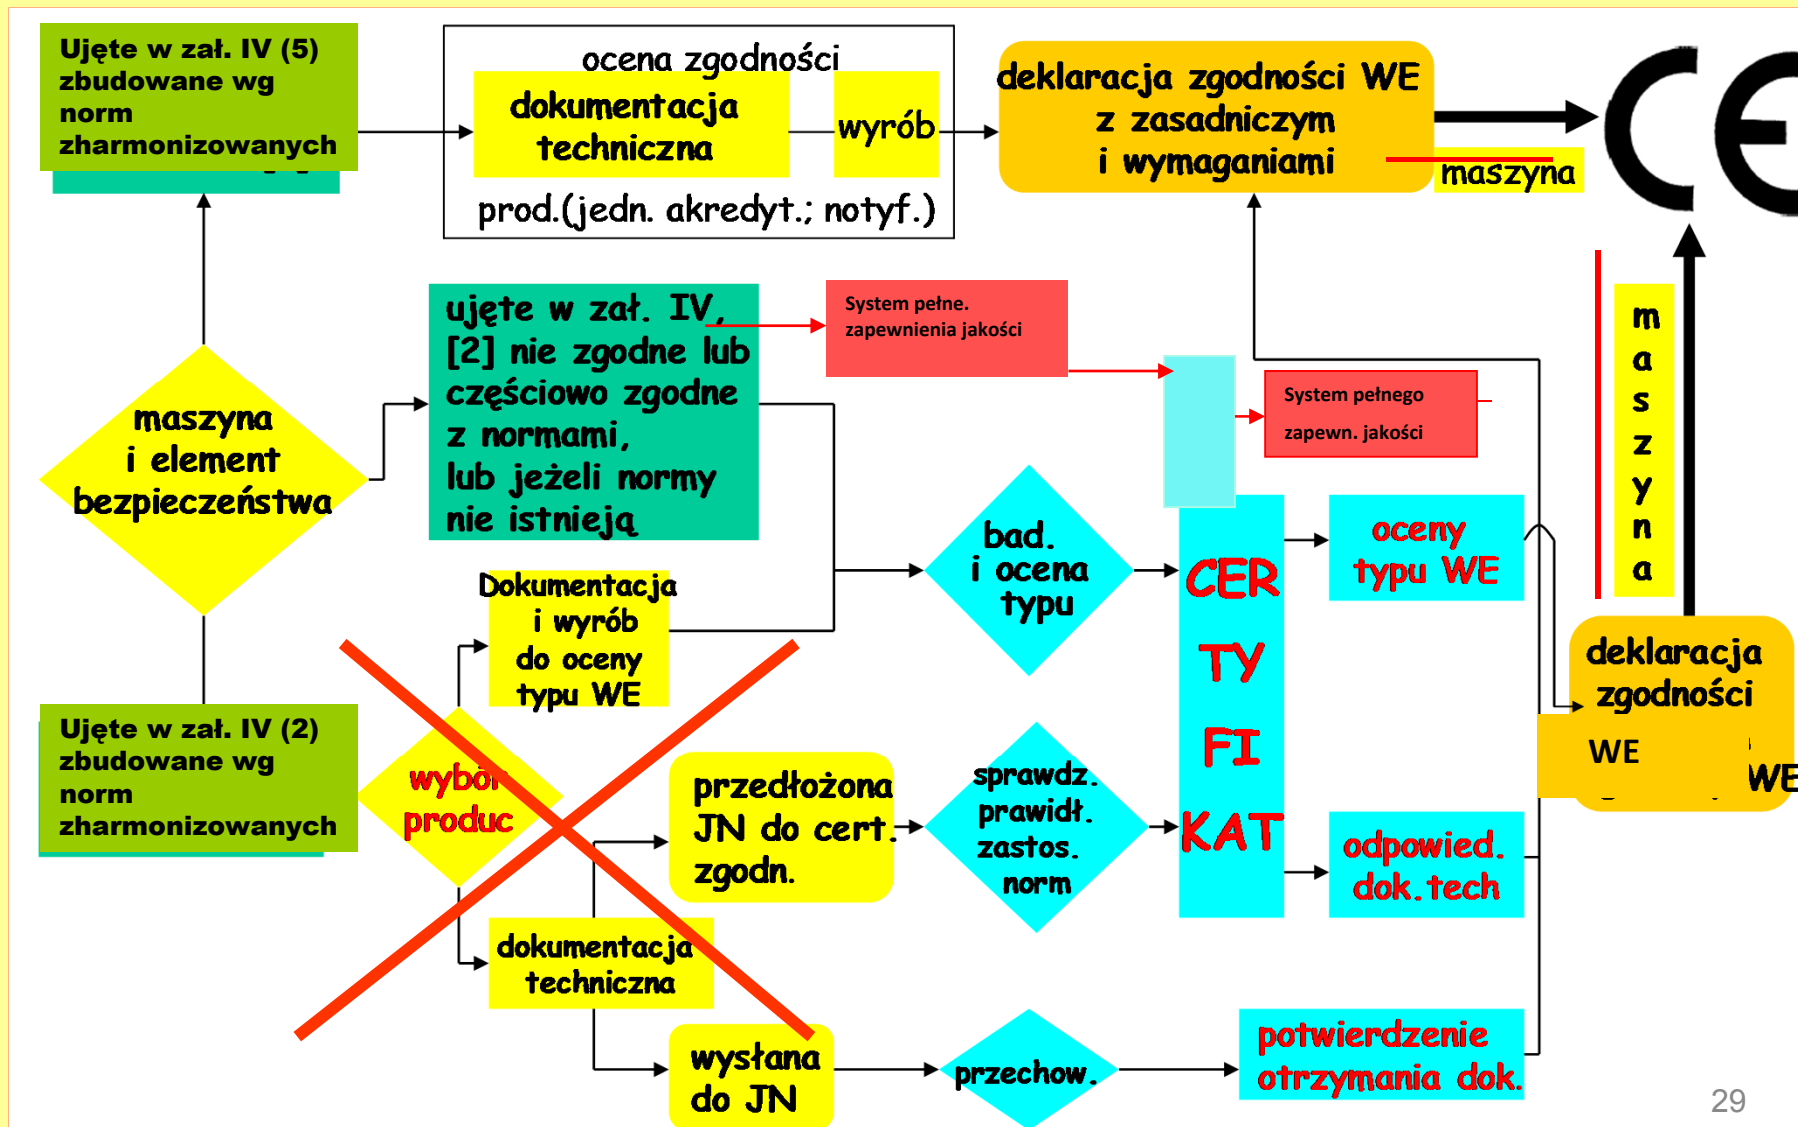 Ujęte w zał. IV (5)
zbudowane wg
norm
zharmonizowanych
ocena zgodności
dokumentacja
techniczna
wyrób
prod.(jedn. akredyt.; notyf.)
deklaracja zgodności WE
z zasadniczym
i wymaganiami
maszyna
CE
maszyna
i element
bezpieczeństwa
ujęte w zał. IV,
[2] nie zgodne lub
częściowo zgodne
z normami,
lub jeżeli normy
nie istnieją
System pełne.
zapewnienia jakości
System pełnego
zapewn. jakości
m
a
s
z
y
n
a
Dokumentacja
i wyrób
do oceny
typu WE
bad.
i ocena
typu
CER
TY
FI
KAT
oceny
typu WE
deklaracja
zgodności
WE
WE
Ujęte w zał. IV (2)
zbudowane wg
norm
zharmonizowanych
wybór
produc
przedłożona
JN do cert.
zgodn.
sprawdz.
prawidł.
zastos.
norm
odpowied.
dok.tech
dokumentacja
techniczna
wysłana
do JN
przechow.
potwierdzenie
otrzymania dok.
29